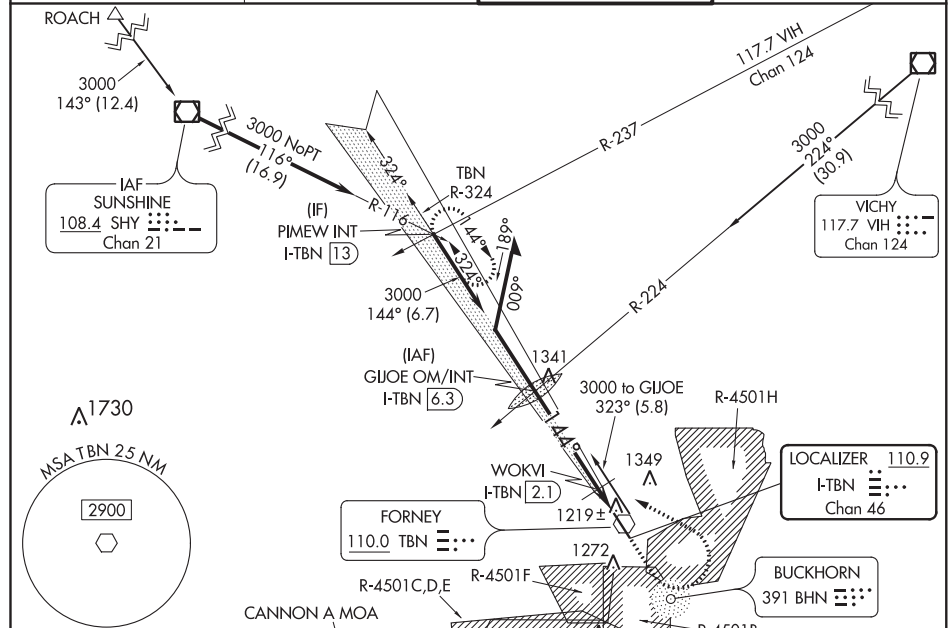 ROACH
3000
143° (12.4)
3000 NoPT
116°
(16.9)
R-116
IAF
SUNSHINE
108.4 SHY
Chan 21
324°
TBN
R-324
(IF)
PIMEW INT
I-TBN 13
144°
324°
189°
009°
3000
144° (6.7)
117.7 VIH
Chan 124
R-237
3000
224°
(30.9)
R-224
VICHY
117.7 VIH
Chan 124
(IAF)
GIJOE OM/INT
I-TBN 6.3
1341
144°
3000 to GIJOE
323° (5.8)
R-4501H
1730
MSA TBN 25 NM
2900
WOKVI
I-TBN 2.1
1349
1219 ±
LOCALIZER 110.9
I-TBN
Chan 46
FORNEY
110.0 TBN
1272
R-4501F
R-4501C,D,E
BUCKHORN
391 BHN
CANNON A MOA
R-4501B